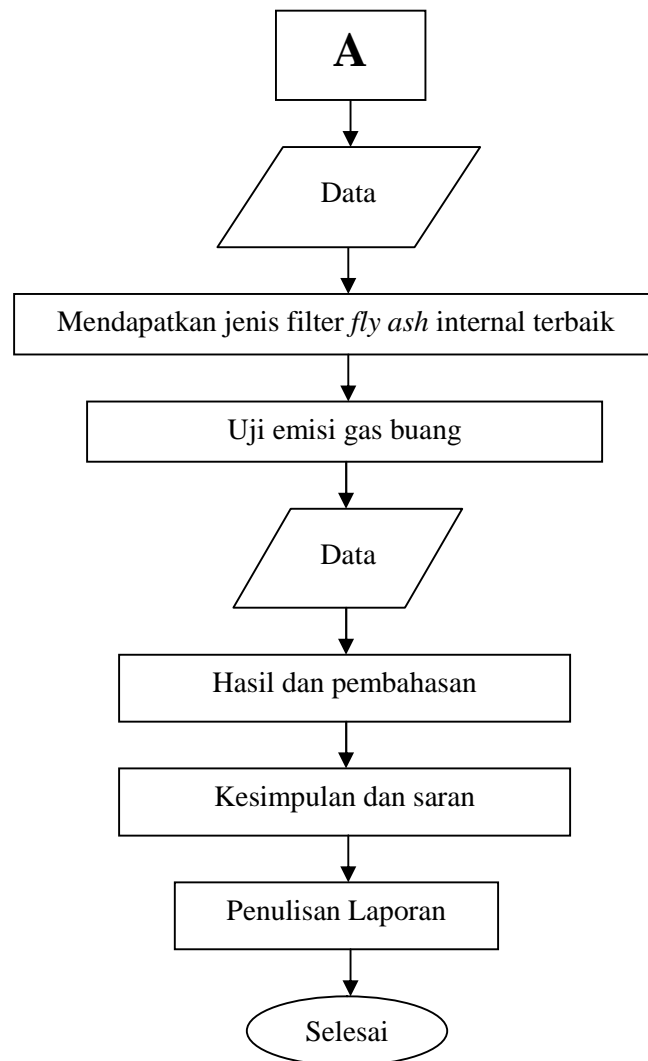 A
Data
Mendapatkan jenis filter fly ash internal terbaik
Uji emisi gas buang
Data
Hasil dan pembahasan
Kesimpulan dan saran
Penulisan Laporan
Selesai